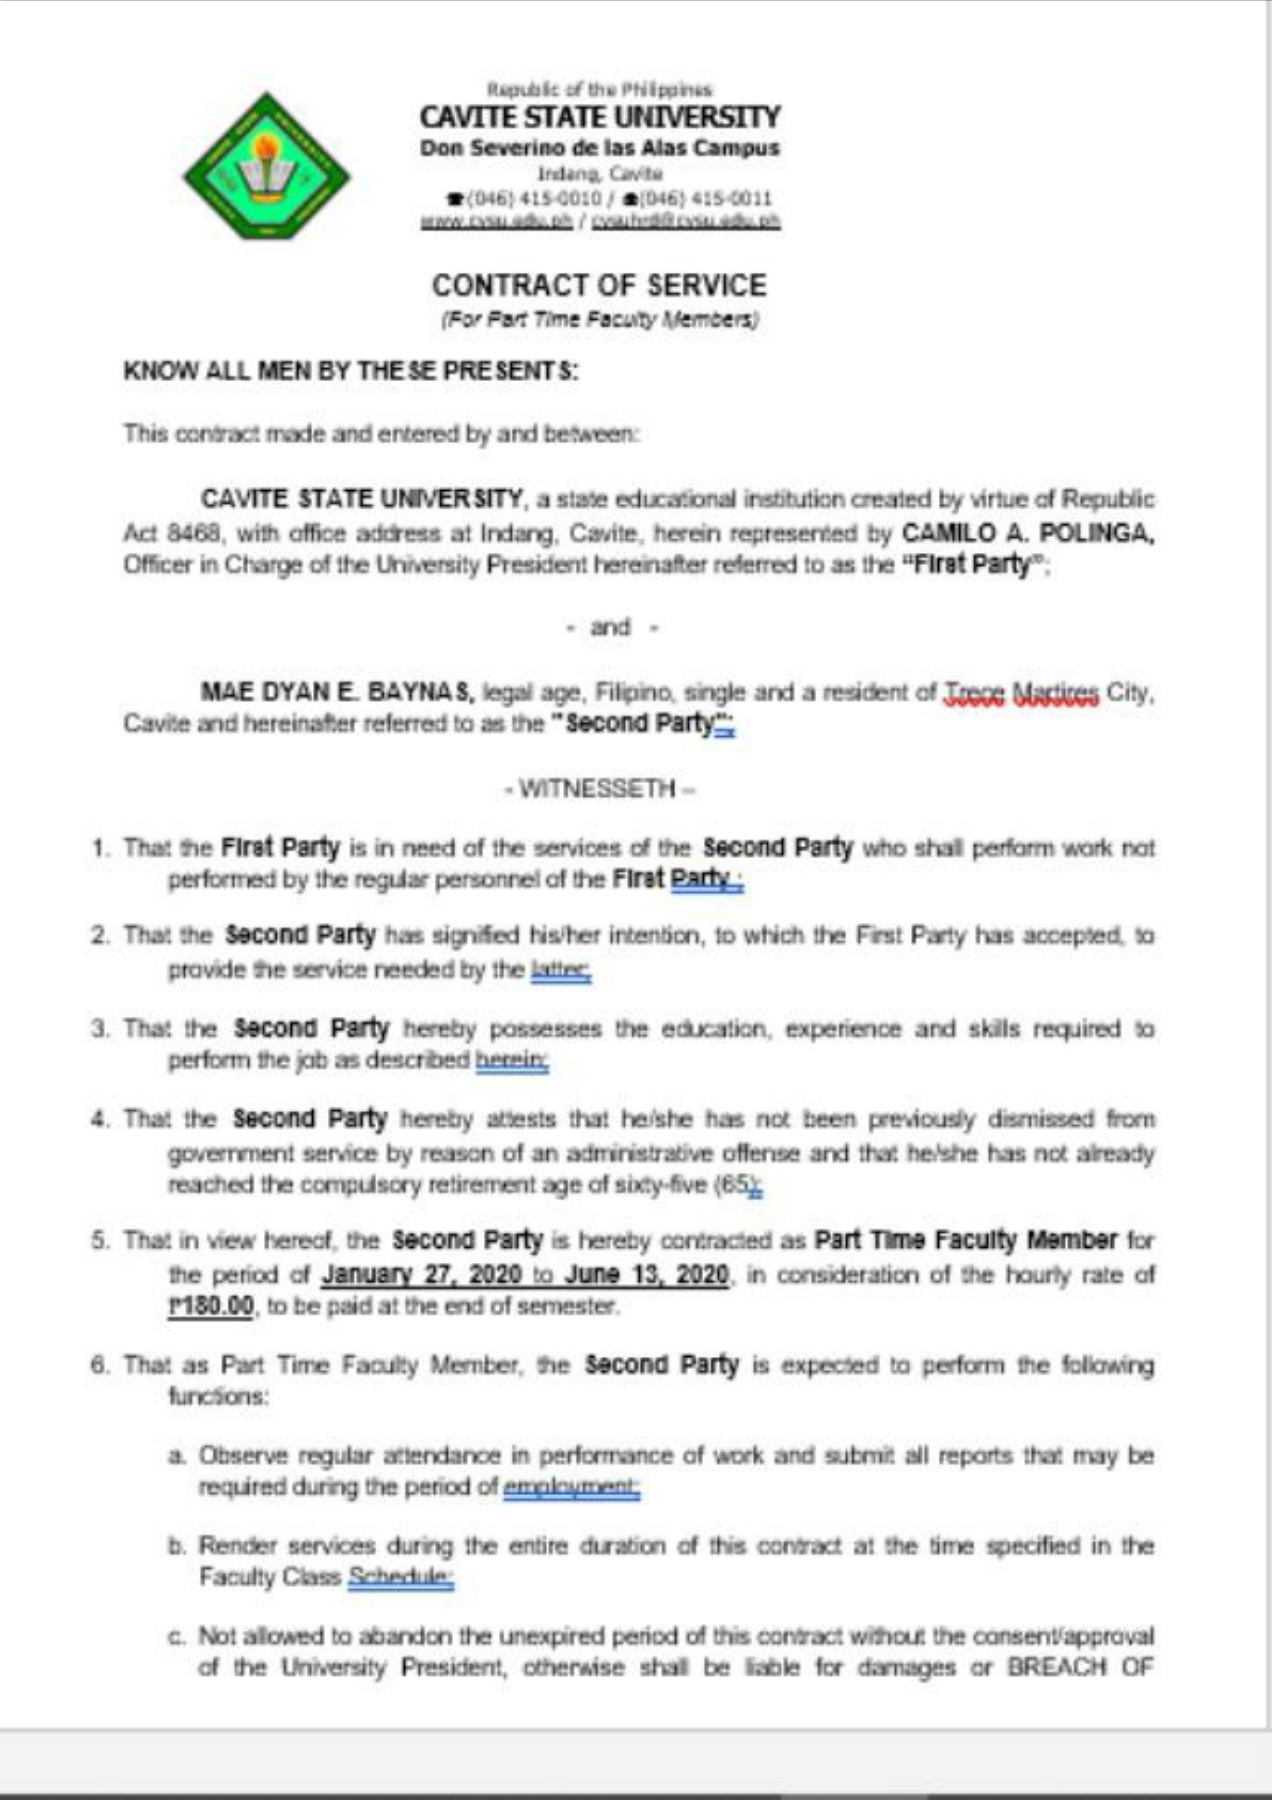 Republic of the Philippines
CAVITE STATE UNIVERSITY
Don Severino de las Alas Campus
Indang, Cavite
☎(046) 415-0010 / ☎(046) 415-0011
www.cvsu.edu.ph / cvsuhrd@cvsu.edu.ph
CONTRACT OF SERVICE
(For Part Time Faculty Members)
KNOW ALL MEN BY THESE PRESENTS:
This contract made and entered by and between:
CAVITE STATE UNIVERSITY, a state educational institution created by virtue of Republic
Act 8468, with office address at Indang, Cavite, herein represented by CAMILO A. POLINGA,
Officer in Charge of the University President hereinafter referred to as the "First Party";
- and -
MAE DYAN E. BAYNAS, legal age, Filipino, single and a resident of Trece Martires City,
Cavite and hereinafter referred to as the "Second Party";
- WITNESSETH –
1. That the First Party is in need of the services of the Second Party who shall perform work not
performed by the regular personnel of the First Party ;
2. That the Second Party has signified his/her intention, to which the First Party has accepted, to
provide the service needed by the latter;
3. That the Second Party hereby possesses the education, experience and skills required to
perform the job as described herein;
4. That the Second Party hereby attests that he/she has not been previously dismissed from
government service by reason of an administrative offense and that he/she has not already
reached the compulsory retirement age of sixty-five (65);
5. That in view hereof, the Second Party is hereby contracted as Part Time Faculty Member for
the period of January 27, 2020 to June 13, 2020, in consideration of the hourly rate of
₱180.00, to be paid at the end of semester.
6. That as Part Time Faculty Member, the Second Party is expected to perform the following
functions:
a. Observe regular attendance in performance of work and submit all reports that may be
required during the period of employment;
b. Render services during the entire duration of this contract at the time specified in the
Faculty Class Schedule;
c. Not allowed to abandon the unexpired period of this contract without the consent/approval
of the University President, otherwise shall be liable for damages or BREACH OF